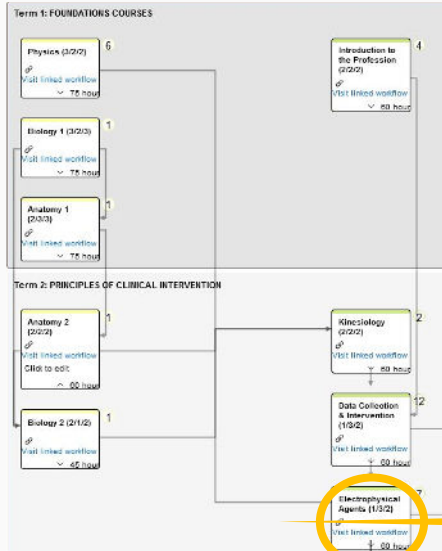 Term 1: FOUNDATIONS COURSES
Physics (3/2/2)
6
Visit linked workflow
75 hour
Introduction to
the Profession
(2/2/2)
4
Visit linked workflow
60 hour
Biology 1 (3/2/3)
1
Visit linked workflow
75 hour
Anatomy 1
(2/3/3)
1
Visit linked workflow
75 hour
Term 2: PRINCIPLES OF CLINICAL INTERVENTION
Anatomy 2
(2/2/2)
1
Visit linked workflow
Click to edit
60 hour
Kinesiology
(2/2/2)
2
Visit linked workflow
60 hour
Biology 2 (2/1/2)
1
Visit linked workflow
45 hour
Data Collection
& Intervention
(1/3/2)
12
Visit linked workflow
60 hour
Electrophysical
Agents (1/3/2)
7
Visit linked workflow
60 hour